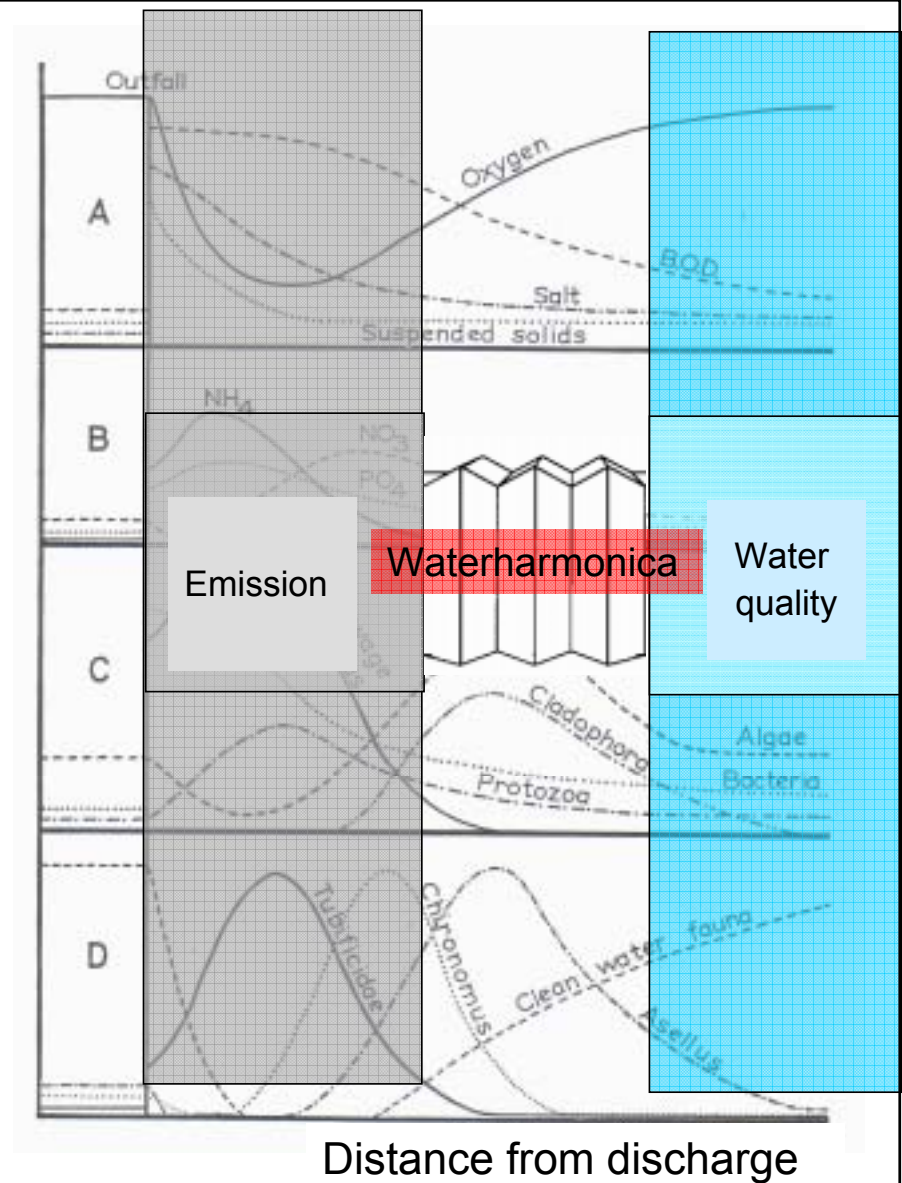 Outfall
A
Oxygen
B.O.D
Salt
Suspended solids
B
NH4
NO3
PO4
Emission
Waterharmonica
Water
quality
C
Cladophora
Algae
Bacteria
Protozoa
D
Tubificidae
Chironomus
Clean water fauna
Asellus
Distance from discharge